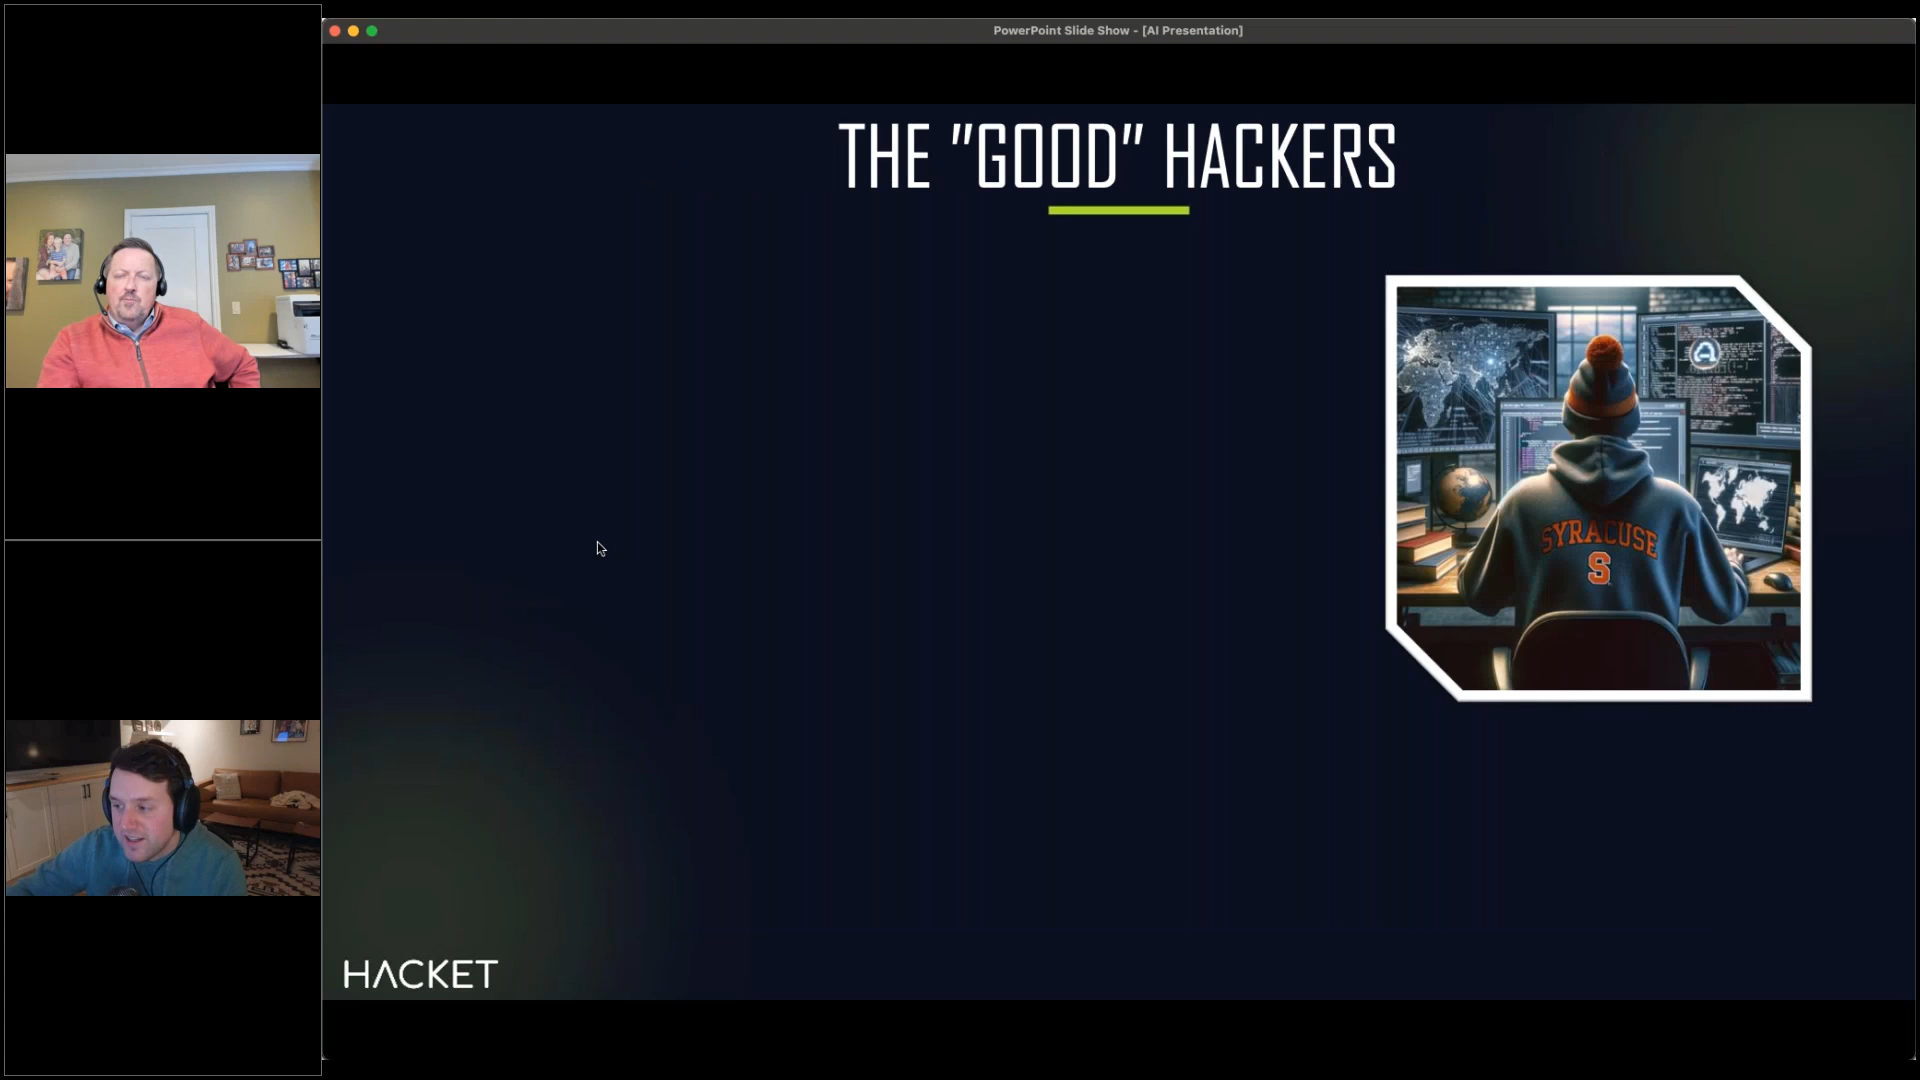 PowerPoint Slide Show - [AI Presentation]
THE "GOOD" HACKERS
SYRACUSE
S
HACKET